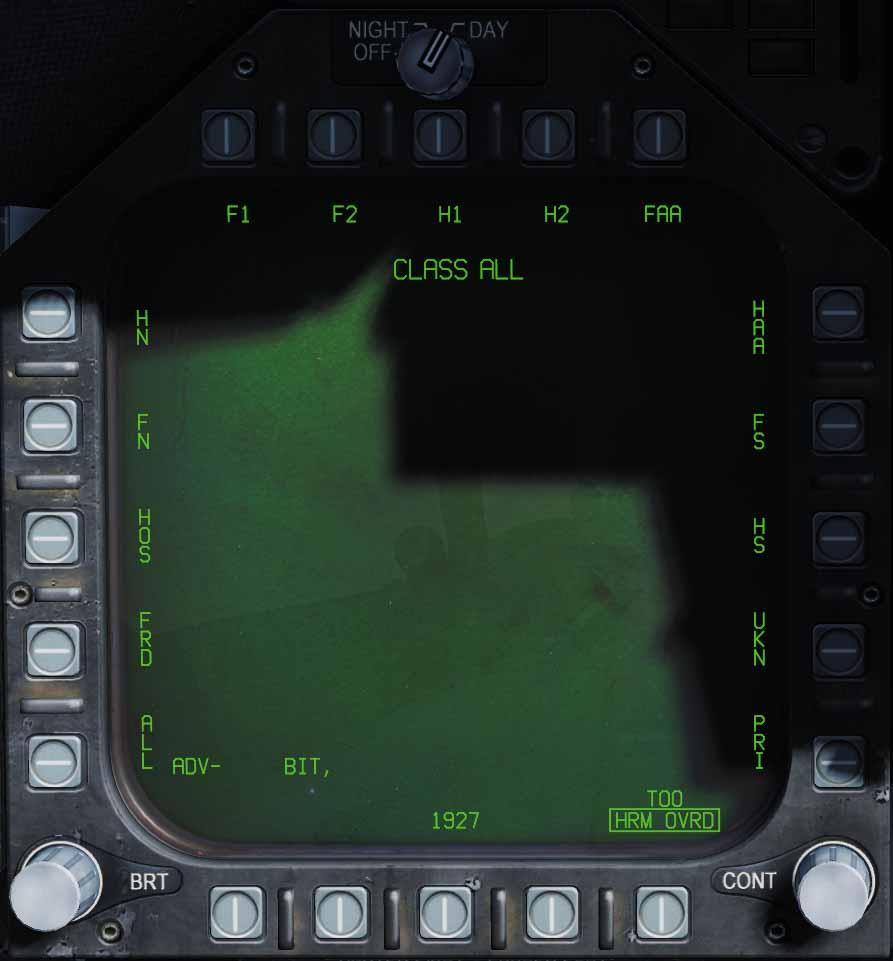 NIGHT DAY
OFF
F1 F2 H1 H2 FAA
CLASS ALL
HN
HAA
FN
FS
HOS
HS
FRD
UKN
ALL
PRI
ADV- BIT,
TOO
1927
HRM OVRD
BRT
CONT